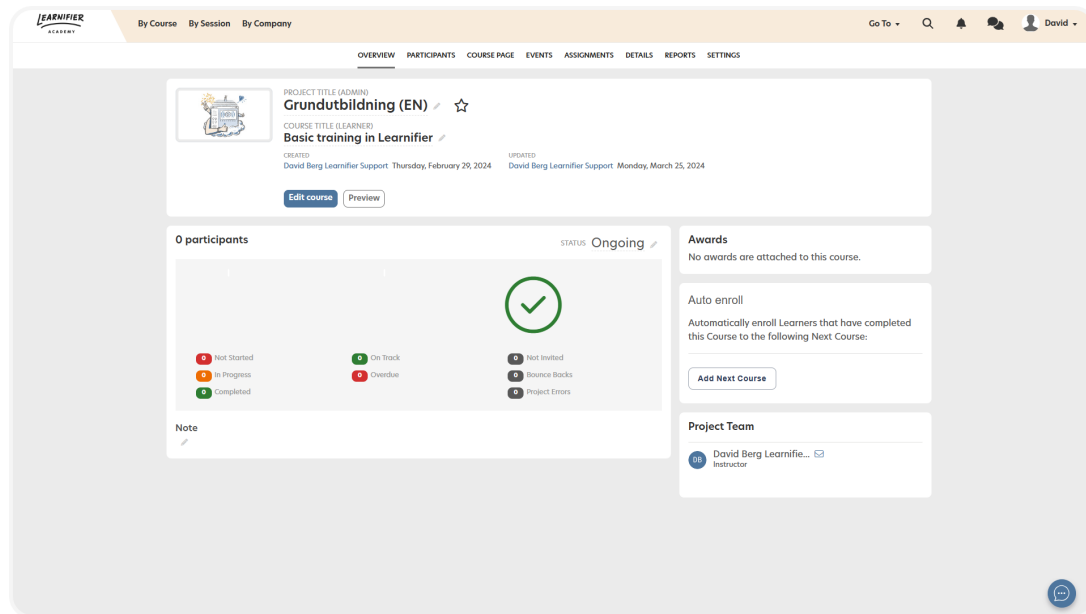 LEARNIFIER
ACADEMY
By Course By Session By Company
Go To
David
OVERVIEW PARTICIPANTS COURSE PAGE EVENTS ASSIGNMENTS DETAILS REPORTS SETTINGS
PROJECT TITLE (ADMIN)
Grundutbildning (EN)
COURSE TITLE (LEARNER)
Basic training in Learnifier
CREATED
David Berg Learnifier Support Thursday, February 29, 2024
UPDATED
David Berg Learnifier Support Monday, March 25, 2024
Edit course Preview
0 participants
STATUS Ongoing
0 Not Started
0 In Progress
0 Completed
0 On Track
0 Overdue
0 Not Invited
0 Bounce Backs
0 Project Errors
Note
Awards
No awards are attached to this course.
Auto enroll
Automatically enroll Learners that have completed
this Course to the following Next Course:
Add Next Course
Project Team
DB
David Berg Learnifie...
Instructor